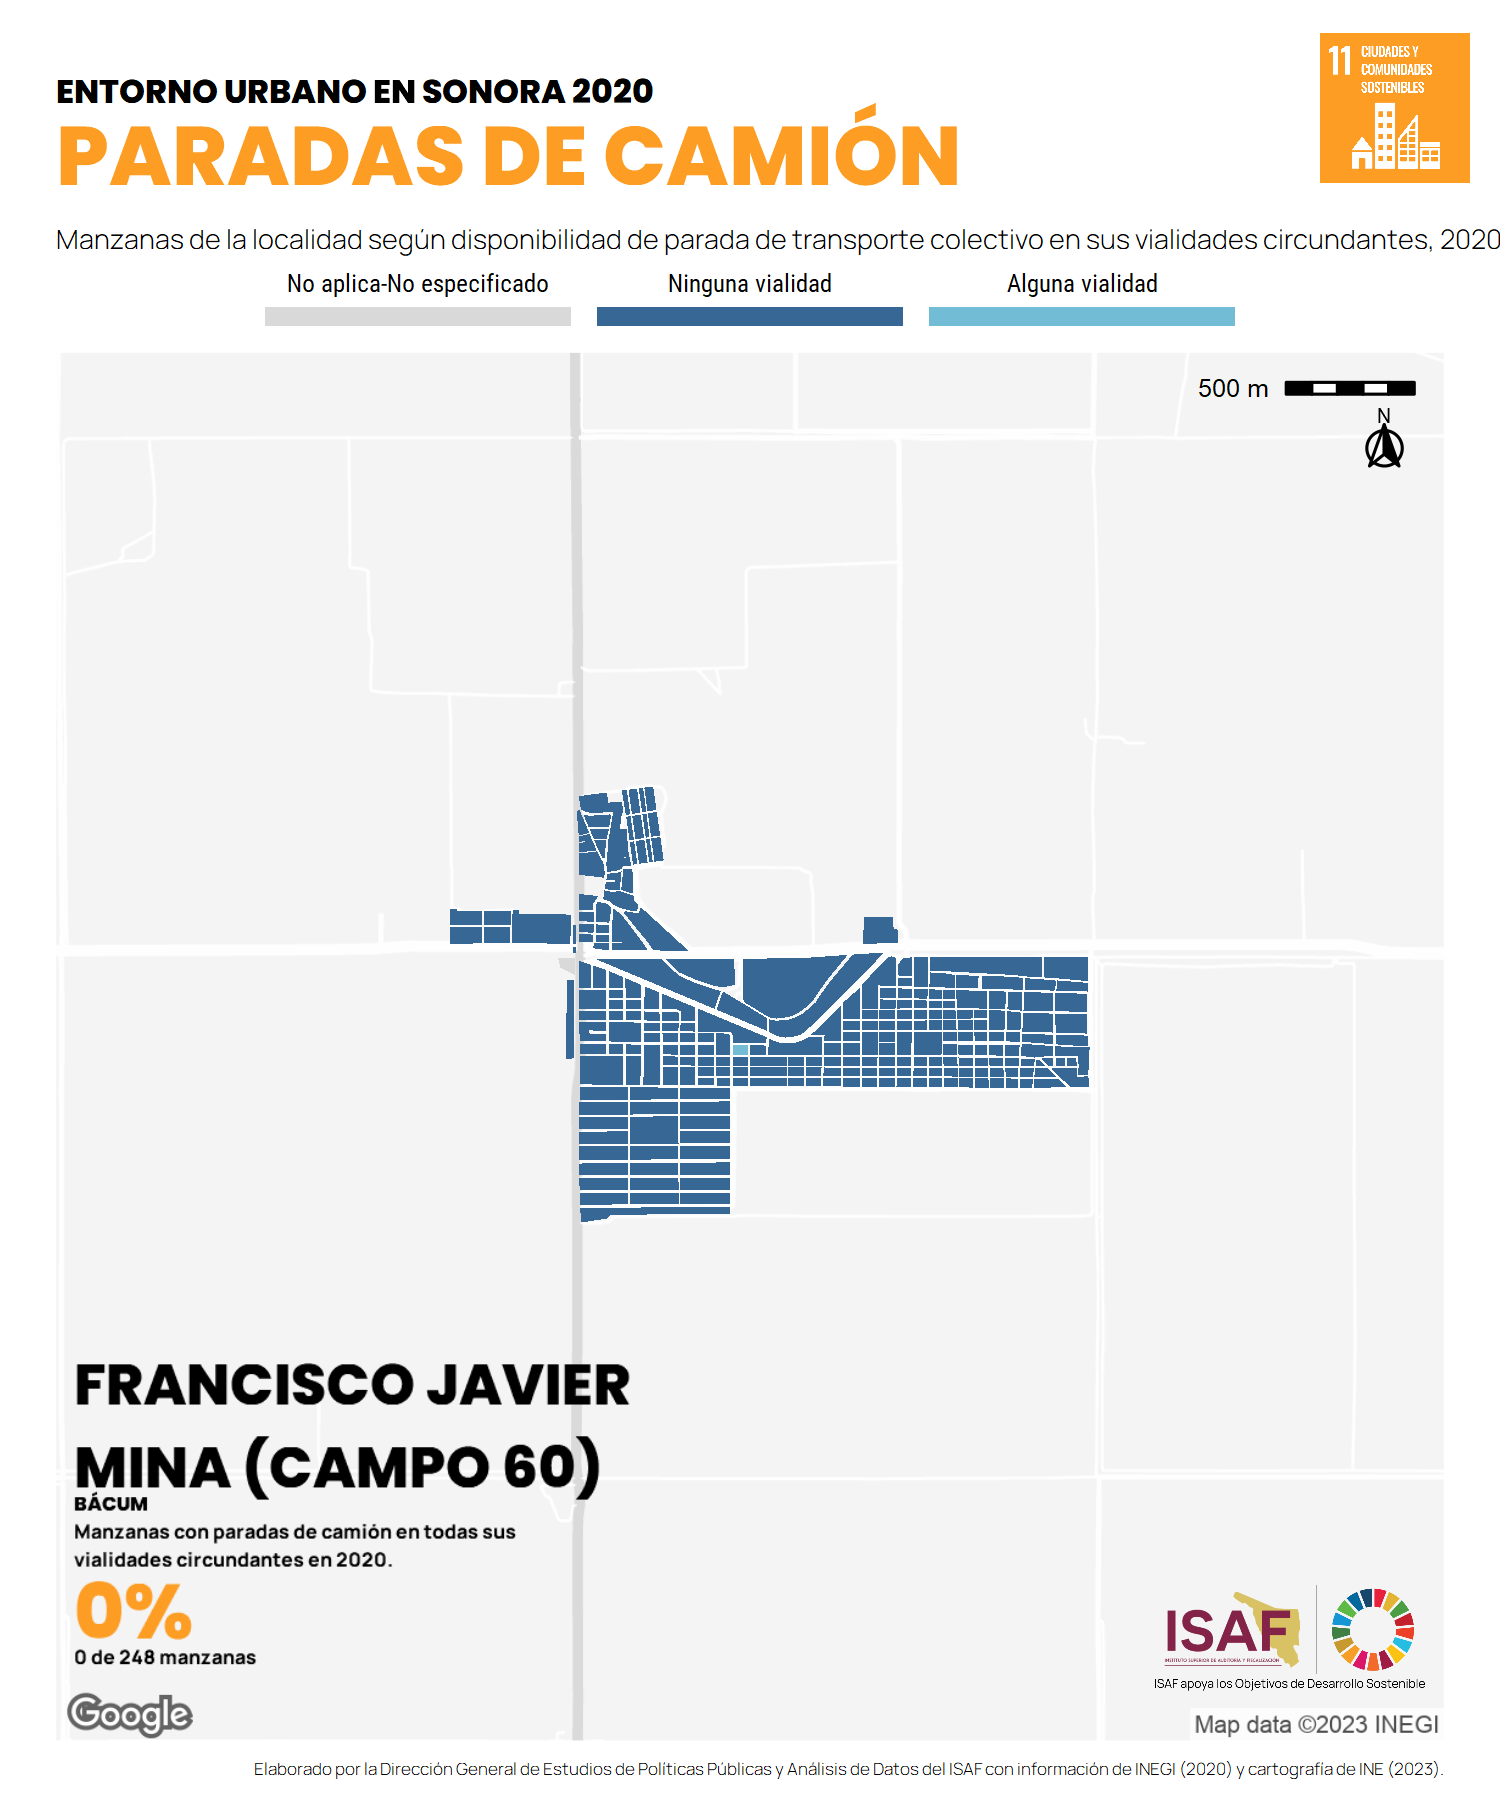 ENTORNO URBANO EN SONORA 2020
PARADAS DE CAMIÓN
11 CIUDADES Y
COMUNIDADES
SOSTENIBLES
Manzanas de la localidad según disponibilidad de parada de transporte colectivo en sus vialidades circundantes, 2020
No aplica-No especificado
Ninguna vialidad
Alguna vialidad
500 m
N
FRANCISCO JAVIER
MINA (CAMPO 60)
BÁCUM
Manzanas con paradas de camión en todas sus
vialidades circundantes en 2020.
0%
0 de 248 manzanas
ISAF
INSTITUTO SUPERIOR DE AUDITORÍA Y FISCALIZACIÓN
ISAF apoya los Objetivos de Desarrollo Sostenible
Google
Map data ©2023 INEGI
Elaborado por la Dirección General de Estudios de Políticas Públicas y Análisis de Datos del ISAF con información de INEGI (2020) y cartografía de INE (2023).